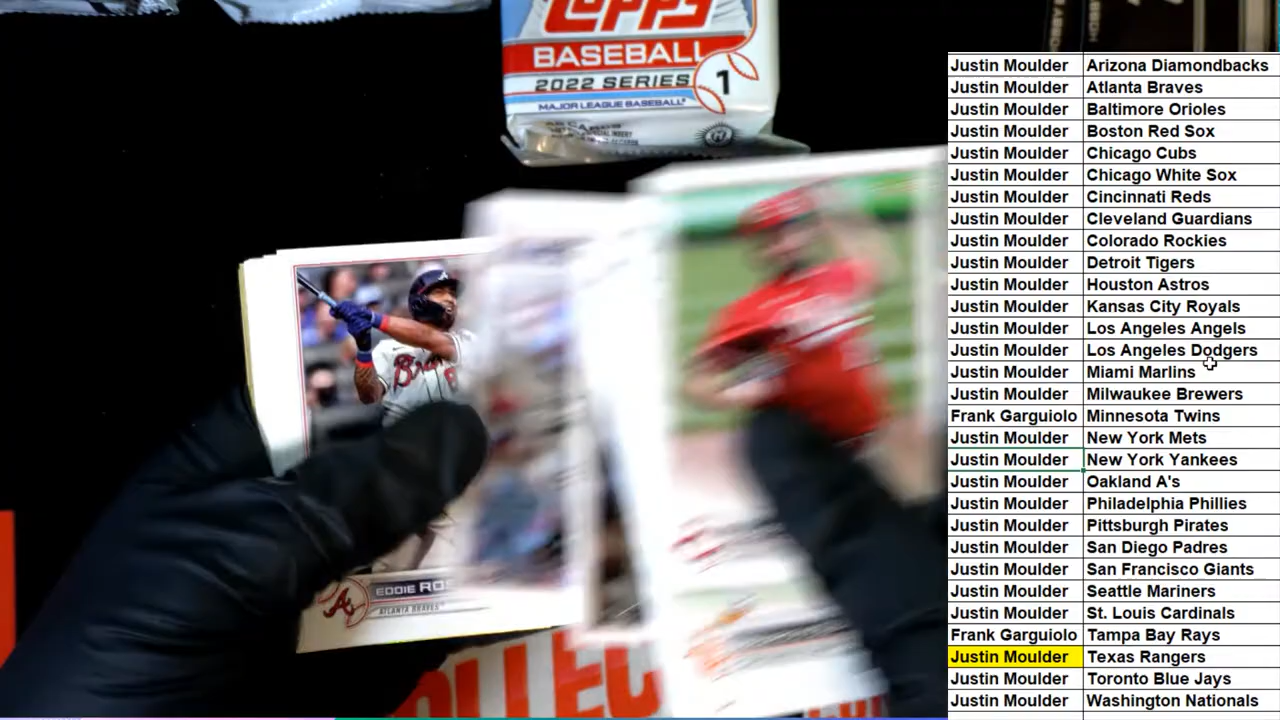 Topps
BASEBALL
2022 SERIES 1
MAJOR LEAGUE BASEBALL
EDDIE ROS
ATLANTA BRAVES
COLLEC
Justin Moulder Arizona Diamondbacks
Justin Moulder Atlanta Braves
Justin Moulder Baltimore Orioles
Justin Moulder Boston Red Sox
Justin Moulder Chicago Cubs
Justin Moulder Chicago White Sox
Justin Moulder Cincinnati Reds
Justin Moulder Cleveland Guardians
Justin Moulder Colorado Rockies
Justin Moulder Detroit Tigers
Justin Moulder Houston Astros
Justin Moulder Kansas City Royals
Justin Moulder Los Angeles Angels
Justin Moulder Los Angeles Dodgers
Justin Moulder Miami Marlins
Justin Moulder Milwaukee Brewers
Frank Garguiolo Minnesota Twins
Justin Moulder New York Mets
Justin Moulder New York Yankees
Justin Moulder Oakland A's
Justin Moulder Philadelphia Phillies
Justin Moulder Pittsburgh Pirates
Justin Moulder San Diego Padres
Justin Moulder San Francisco Giants
Justin Moulder Seattle Mariners
Justin Moulder St. Louis Cardinals
Frank Garguiolo Tampa Bay Rays
Justin Moulder Texas Rangers
Justin Moulder Toronto Blue Jays
Justin Moulder Washington Nationals